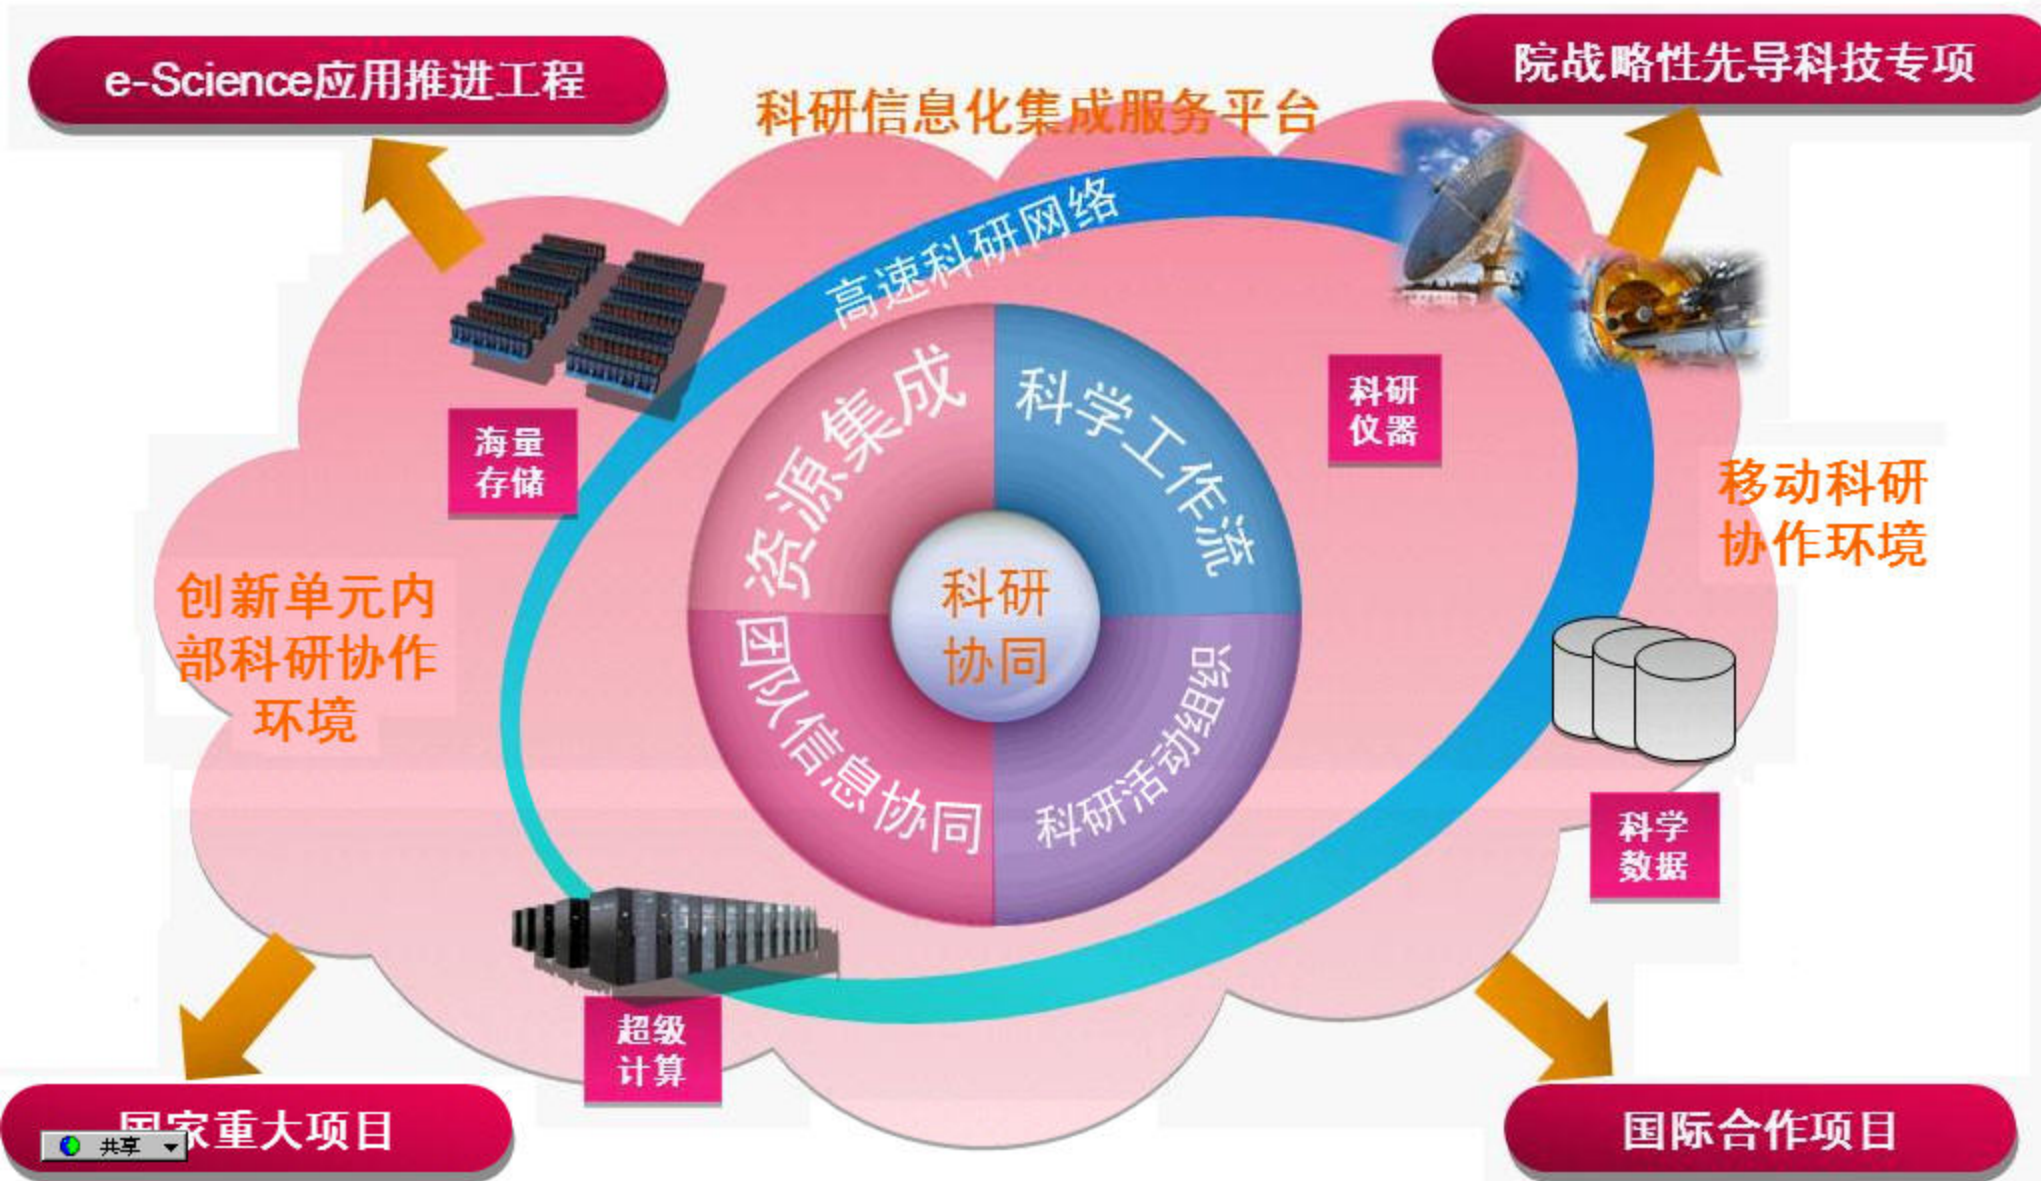 e-Science应用推进工程
院战略性先导科技专项
科研信息化集成服务平台
高速科研网络
资源集成
科学工作流
科研
仪器
海量
存储
移动科研
协作环境
创新单元内
部科研协作
环境
科研
协同
团队信息协同
科研活动组织
科学
数据
超级
计算
国家重大项目
共享
国际合作项目